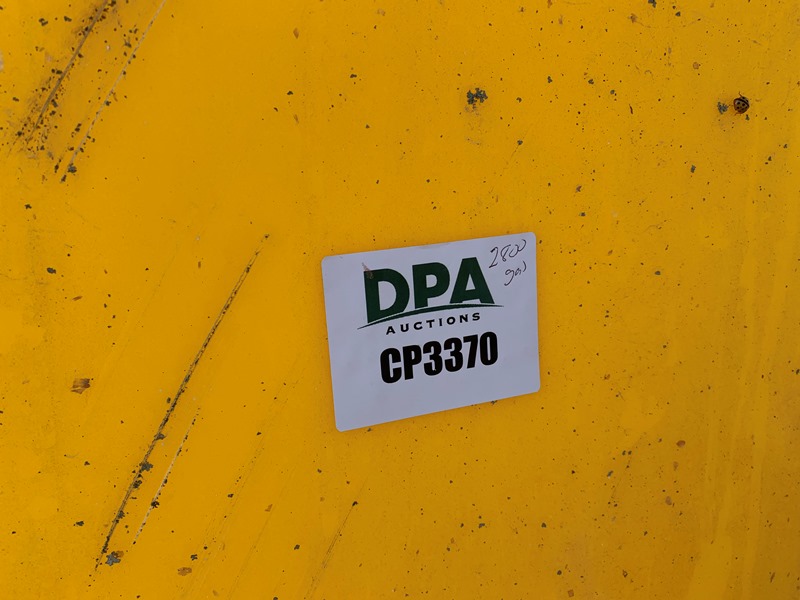 DPA
AUCTIONS
CP3370
2800
gal